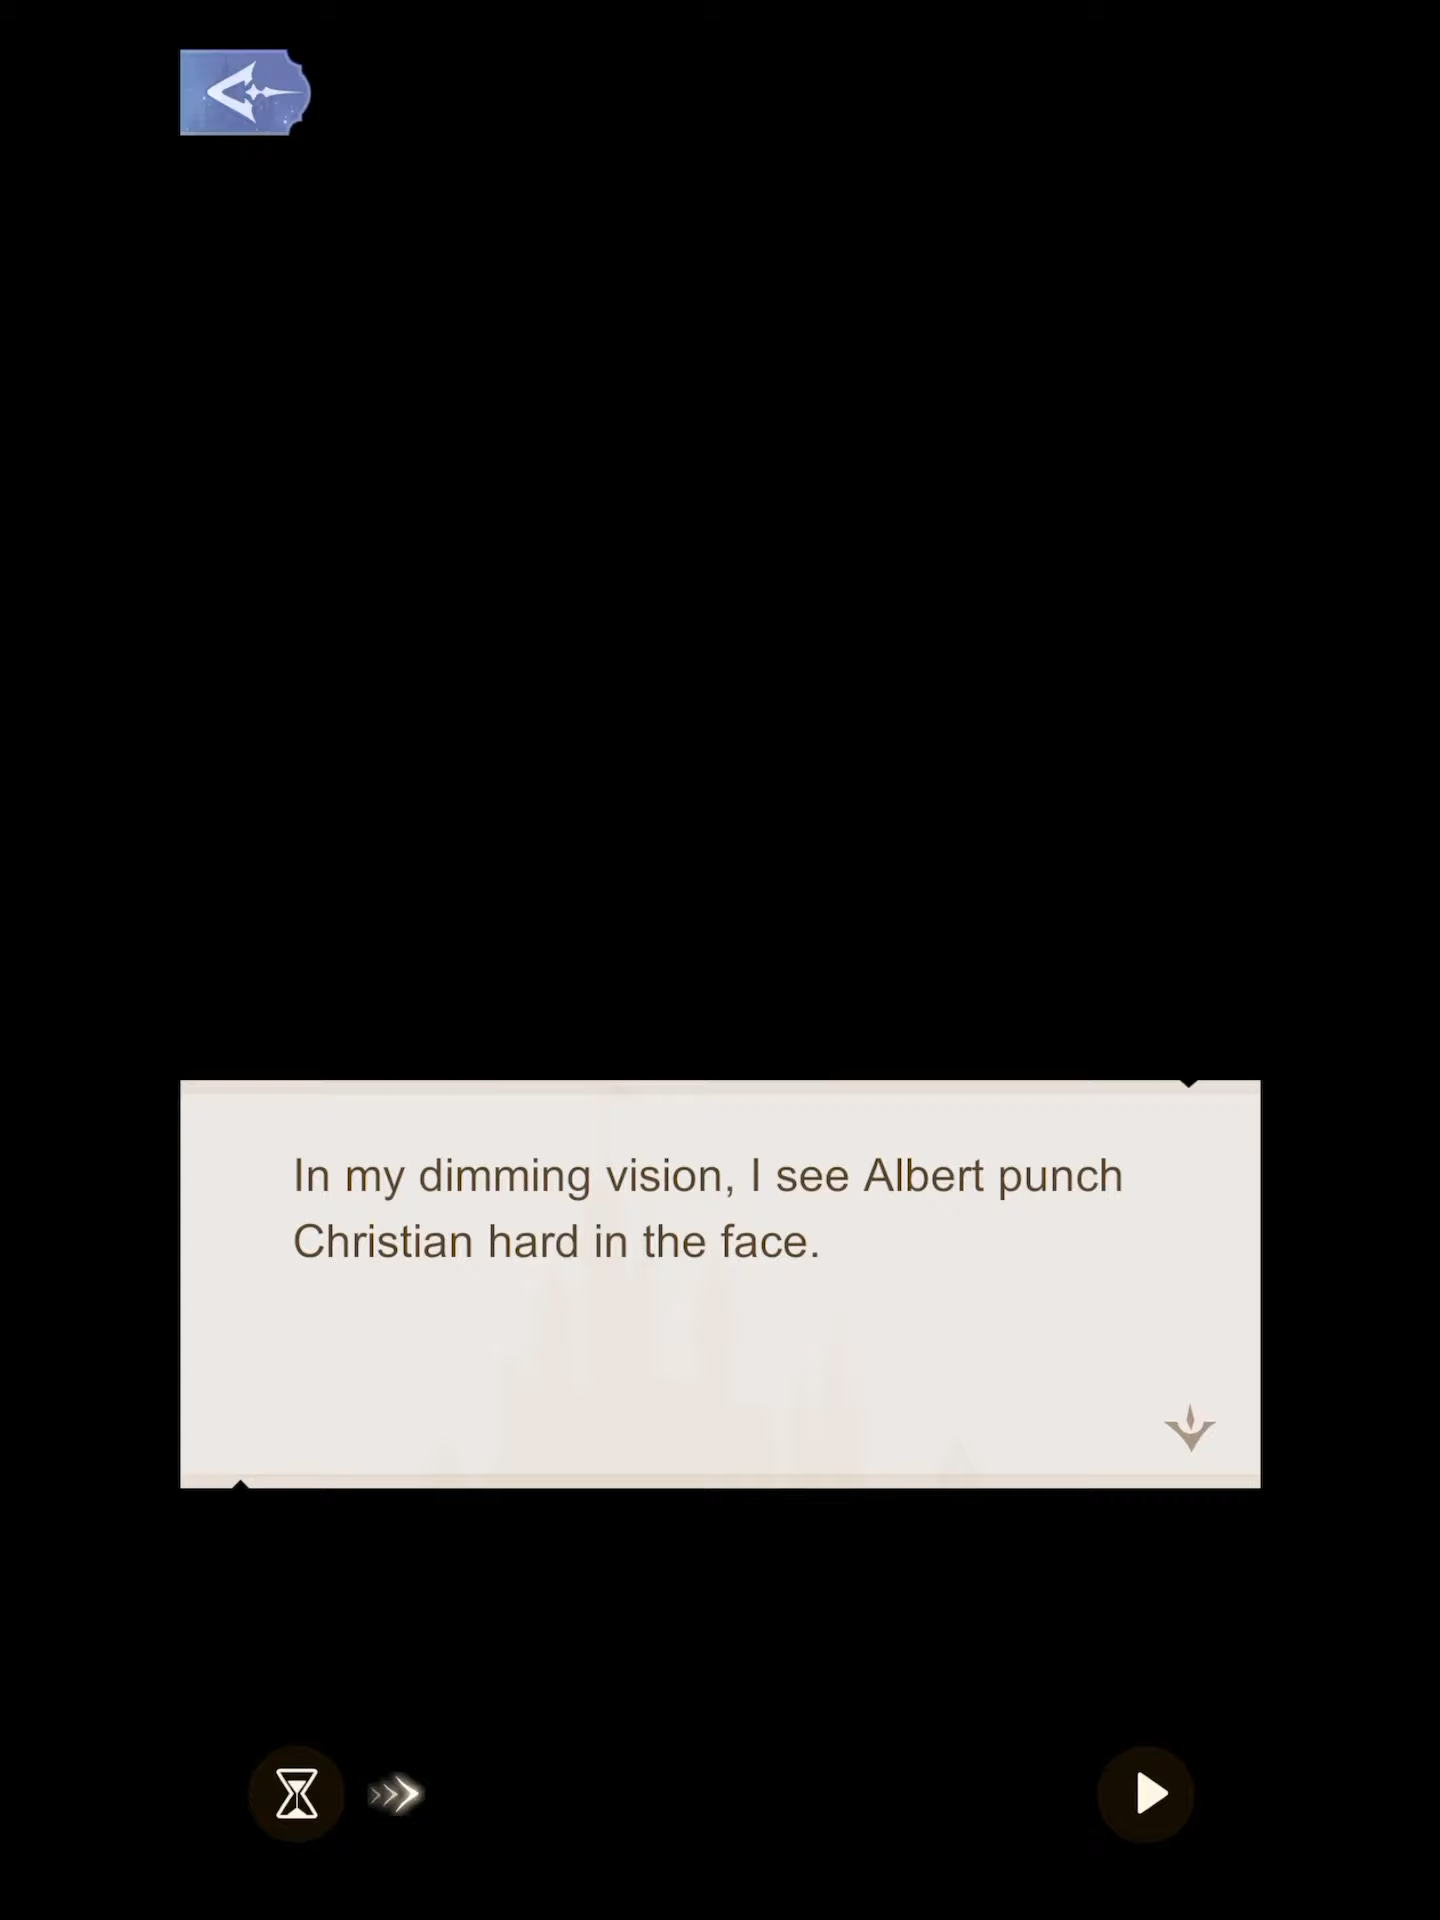 In my dimming vision, I see Albert punch
Christian hard in the face.